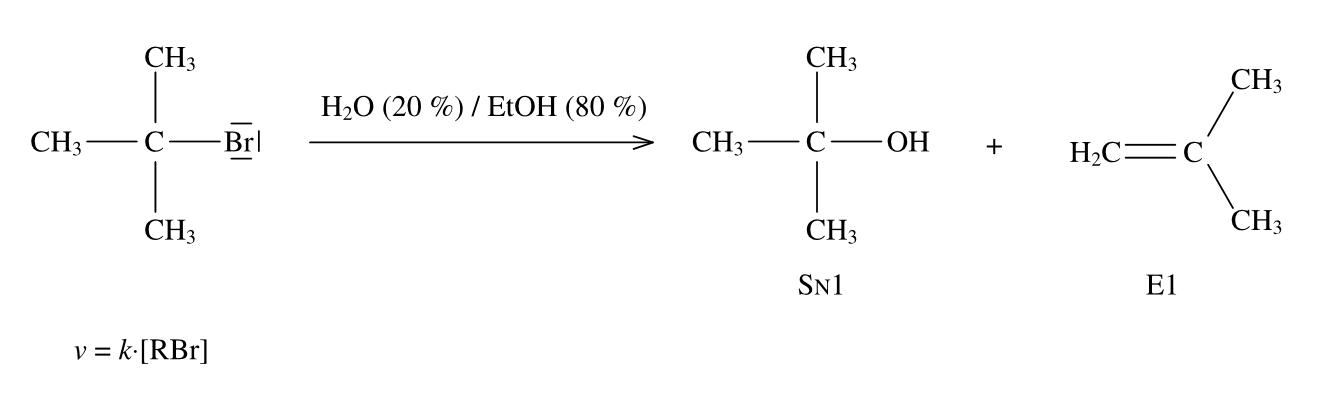 CH₃ CH₃
CH₃
H₂O (20 %) / EtOH (80 %)
CH₃ C Br CH₃ C OH + H₂C C
CH₃ CH₃ CH₃
SN1 E1
v = k·[RBr]